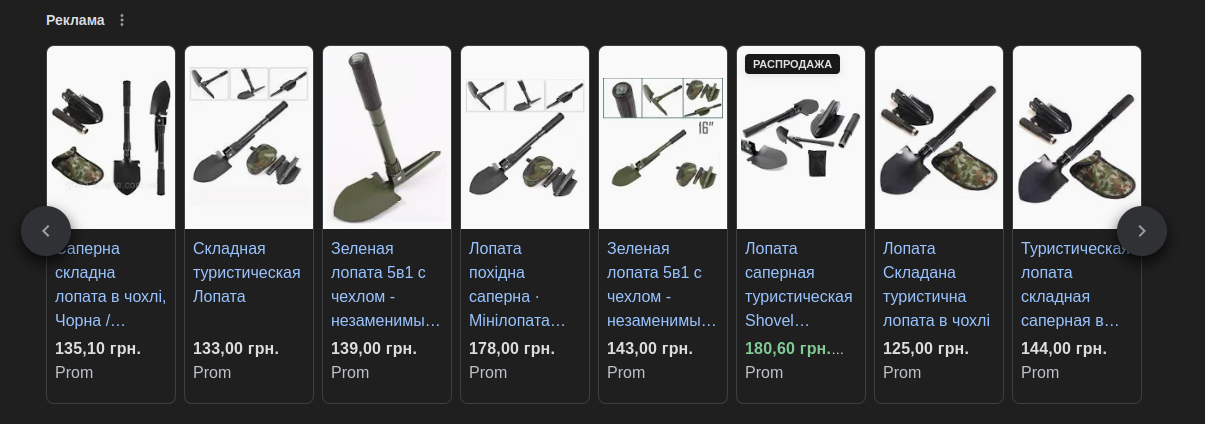 Реклама
Саперна
складна
лопата в чохлі,
Чорна /...
135,10 грн.
Prom
Складная
туристическая
Лопата
133,00 грн.
Prom
Зеленая
лопата 5в1 с
чехлом -
незаменимы...
139,00 грн.
Prom
Лопата
похідна
саперна ·
Мінілопата...
178,00 грн.
Prom
16"
Зеленая
лопата 5в1 с
чехлом -
незаменимы...
143,00 грн.
Prom
РАСПРОДАЖА
Лопата
саперная
туристическая
Shovel...
180,60 грн....
Prom
Лопата
Складана
туристична
лопата в чохлі
125,00 грн.
Prom
Туристическая
лопата
складная
саперная в...
144,00 грн.
Prom